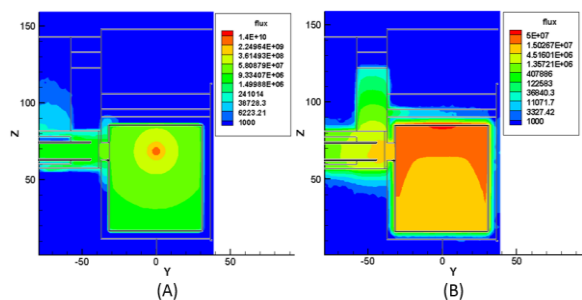 flux
1.4E+10
2.24964E+09
3.61493E+08
5.80879E+07
9.33407E+06
1.49988E+06
241014
38728.3
6223.21
1000
150
100
50
Z
-50
0
50
Y
(A)
flux
5E+07
1.50267E+07
4.51601E+06
1.35721E+06
407886
122583
36840.3
11071.7
3327.42
1000
150
100
50
Z
-50
0
50
Y
(B)